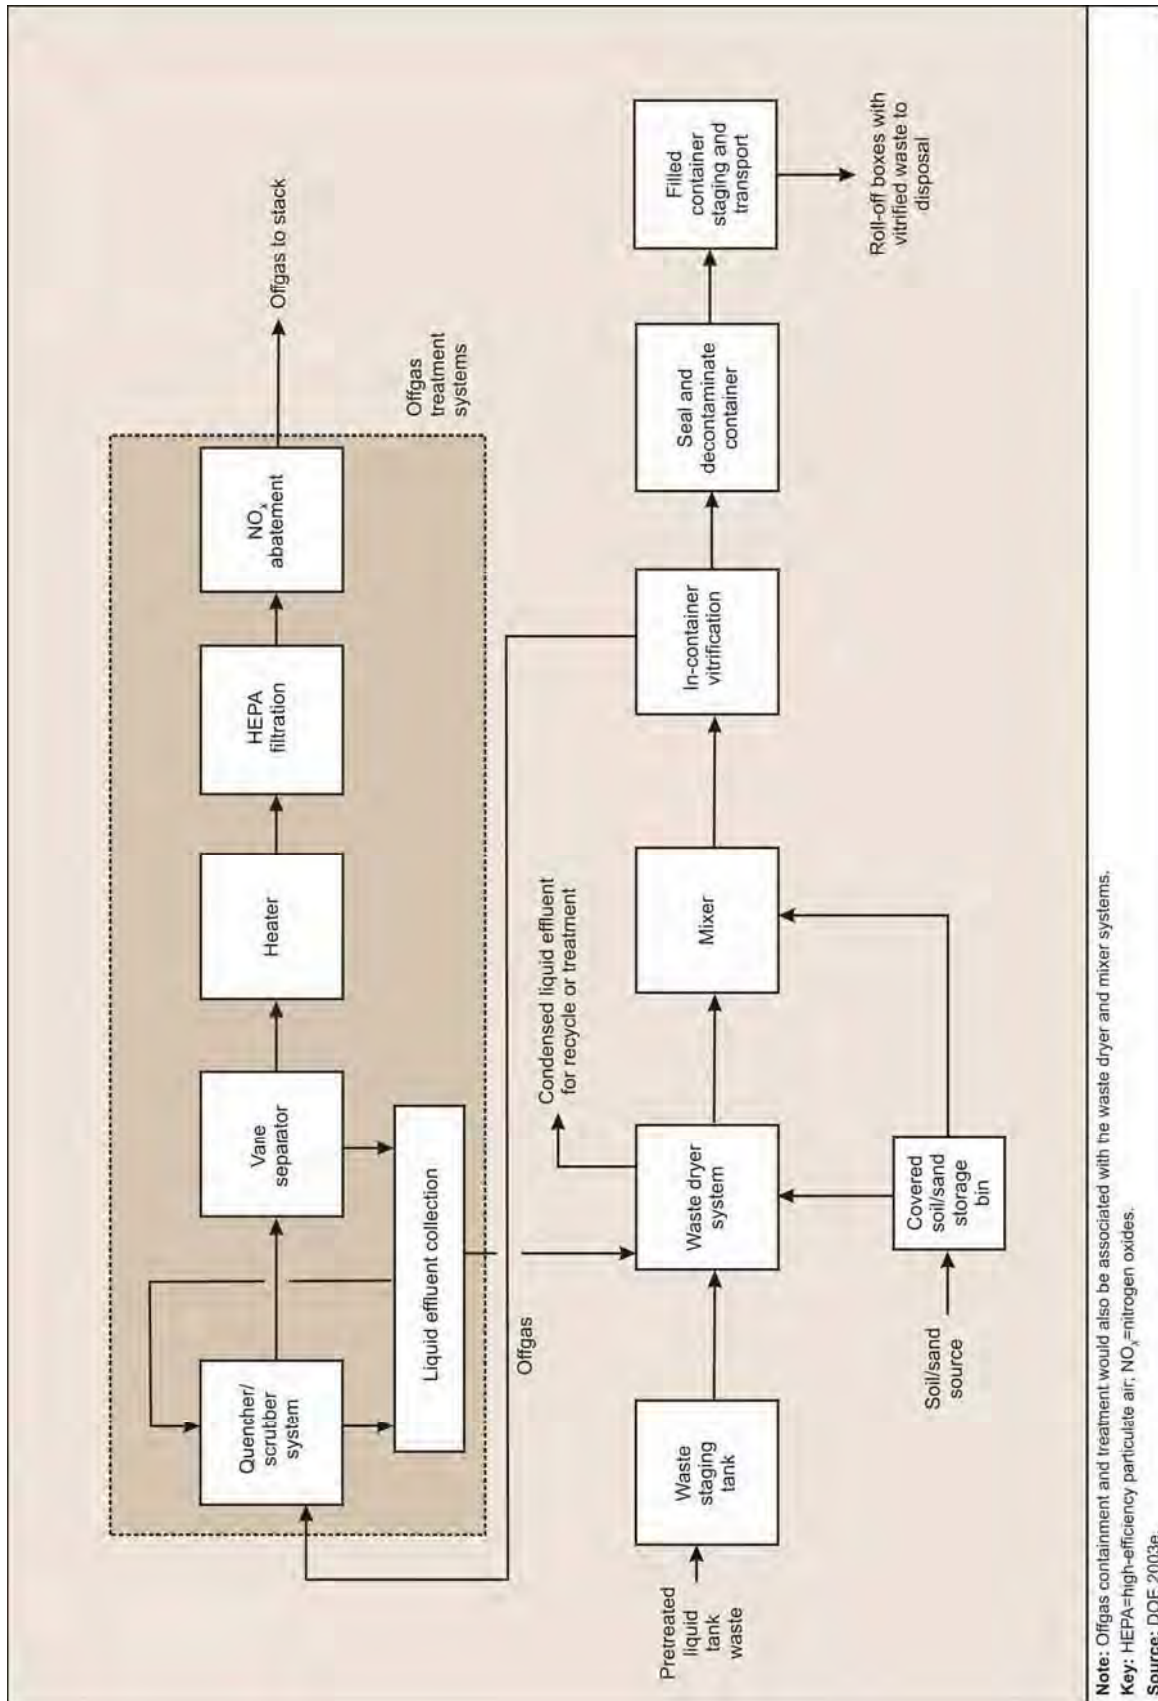 Offgas to stack
Offgas
treatment
systems
Quencher/
scrubber
system
Vane
separator
Heater
HEPA
filtration
NOx
abatement
Liquid effluent collection
Offgas
Condensed liquid effluent
for recycle or treatment
Pretreated
liquid
tank
waste
Waste
staging
tank
Waste dryer
system
Mixer
In-container
vitrification
Seal and
decontaminate
container
Filled
container
staging and
transport
Roll-off boxes with
vitrified waste to
disposal
Soil/sand
source
Covered
soil/sand
storage
bin
Note: Offgas containment and treatment would also be associated with the waste dryer and mixer systems.
Key: HEPA=high-efficiency particulate air; NOx=nitrogen oxides.
Source: DOE 2003e.